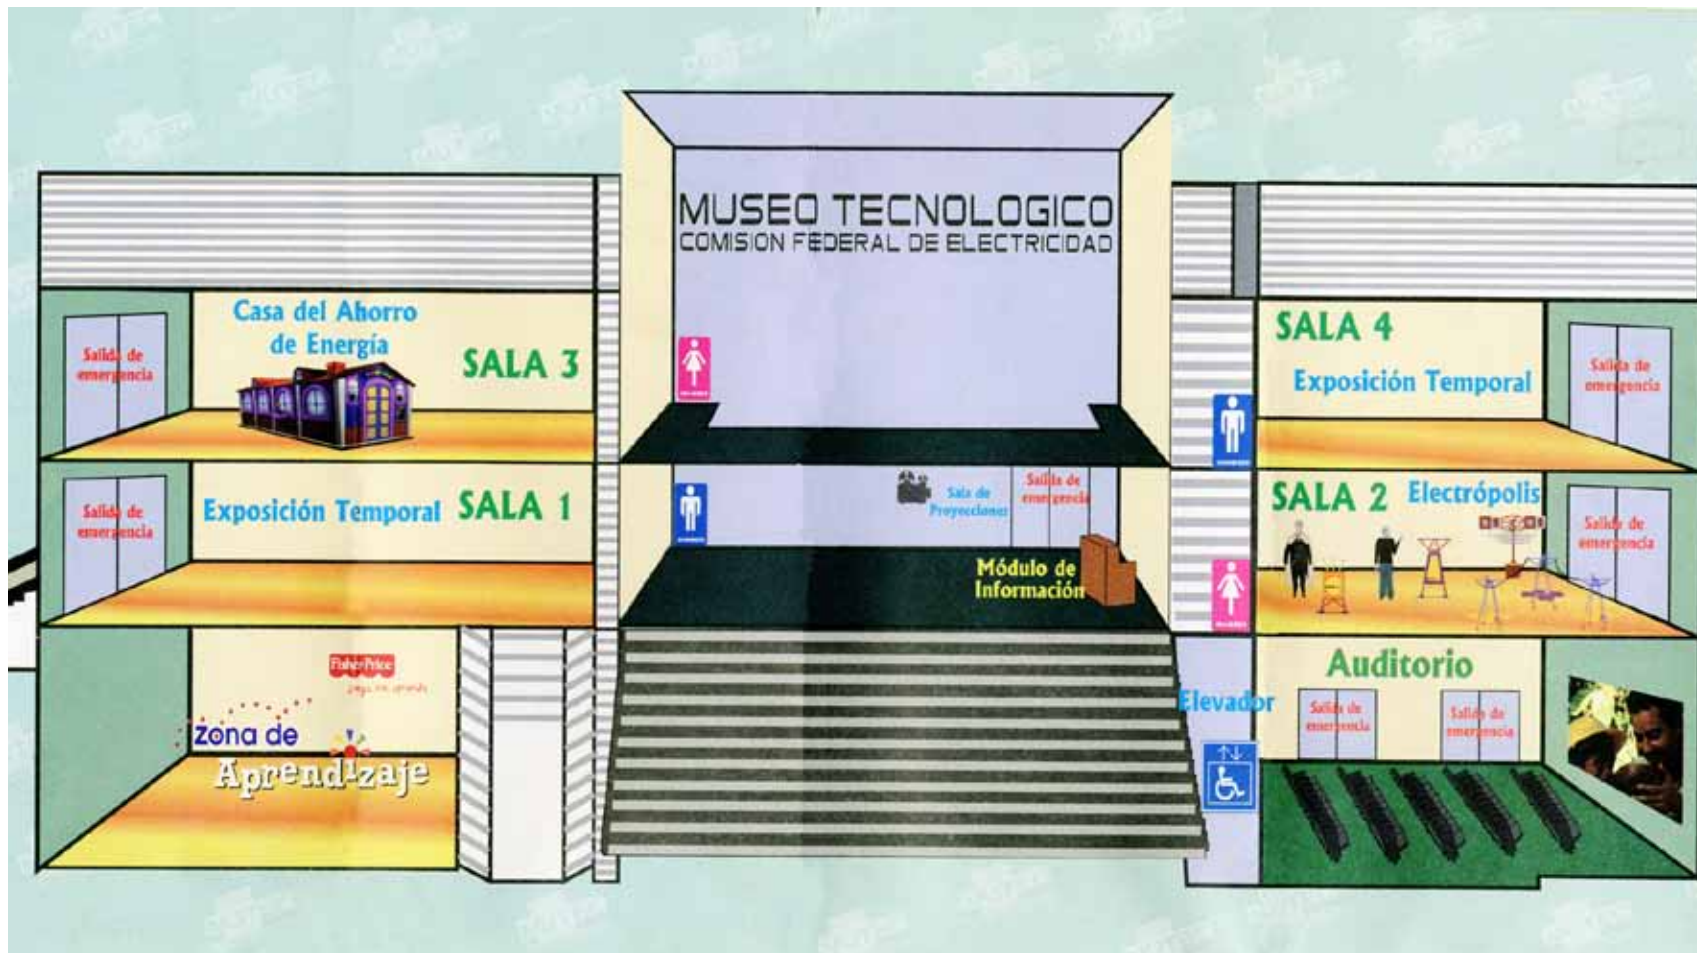 MUSEO TECNOLOGICO
COMISION FEDERAL DE ELECTRICIDAD
Casa del Ahorro
de Energía
SALA 3
Salida de
emergencia
SALA 4
Exposición Temporal
Salida de
emergencia
Salida de
emergencia
Exposición Temporal
SALA 1
Sala de
Proyecciones
Salida de
emergencia
Módulo de
Información
SALA 2
Electrópolis
Salida de
emergencia
Fisher-Price
zona de
Aprendizaje
Elevador
Auditorio
Salida de
emergencia
Salida de
emergencia